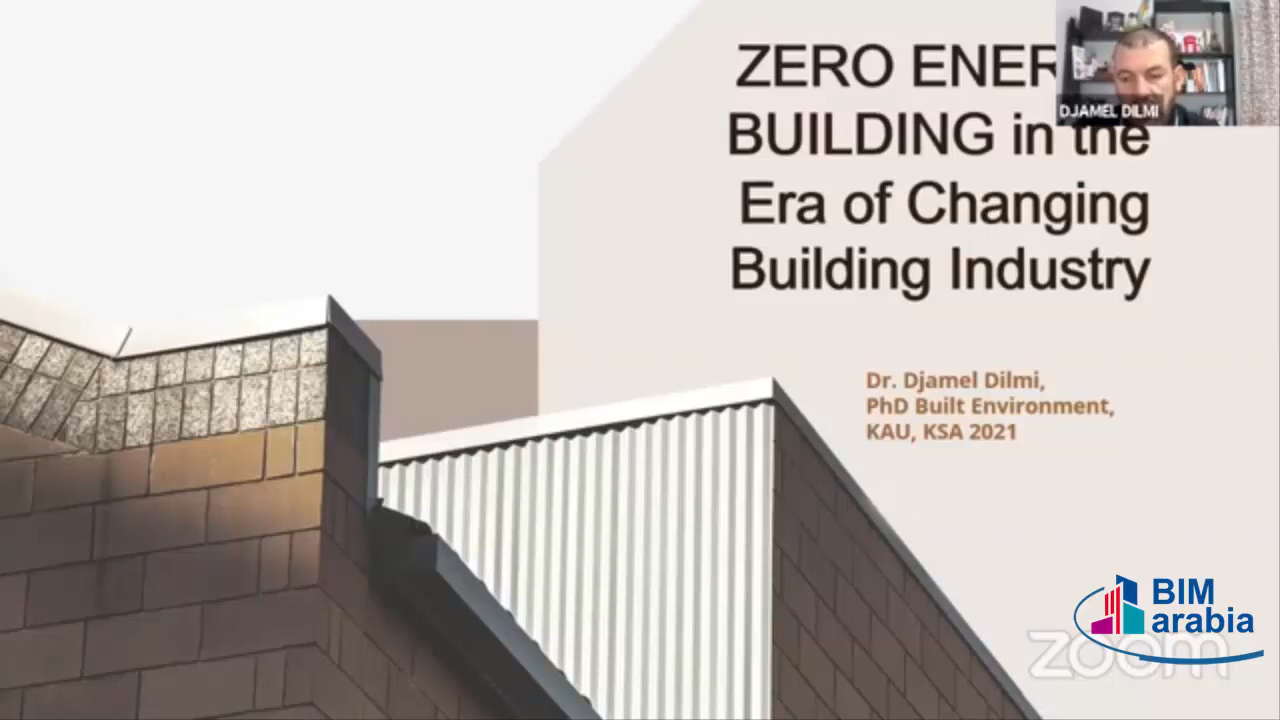 ZERO ENER
BUILDING in the
Era of Changing
Building Industry
DJAMEL DILMI
Dr. Djamel Dilmi,
PhD Built Environment,
KAU, KSA 2021
BIM
arabia
zoom